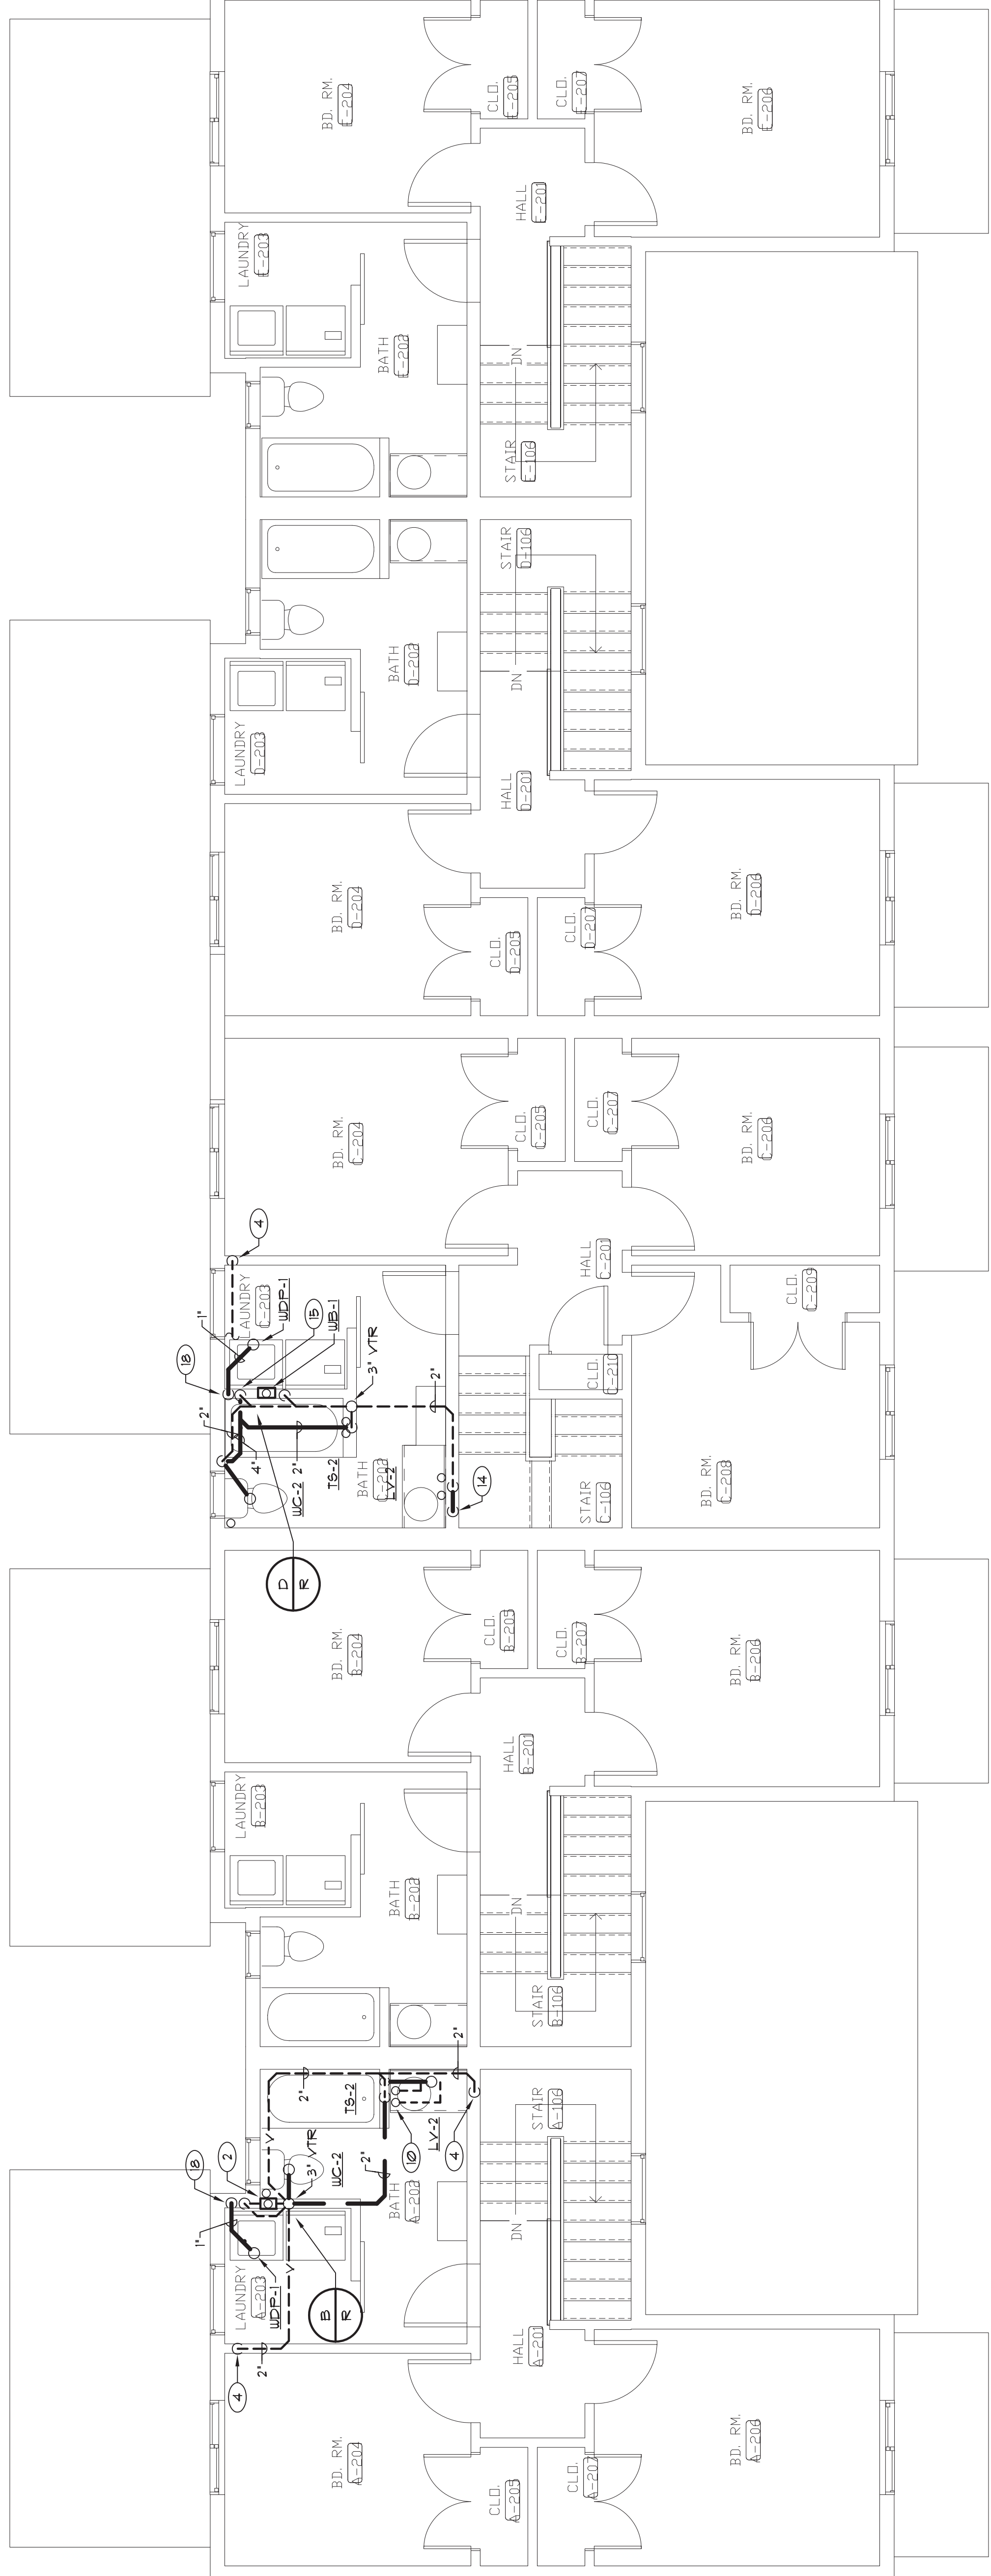 BD. RM.
A-204
4
2"
LAUNDRY
A-203
WDP-1
1"
18
2
3" VTR
WC-2
V
V
B
R
2"
TS-2
BATH
A-202
2"
10
LV-2
4
2"
CLO.
A-205
CLO.
A-207
HALL
A-201
DN
STAIR
A-106
BD. RM.
A-206
LAUNDRY
B-203
BATH
B-202
STAIR
B-106
DN
HALL
B-201
BD. RM.
B-204
CLO.
B-205
CLO.
B-207
BD. RM.
B-206
D
R
18
2"
1"
4"
4
LAUNDRY
C-203
WDP-1
15
WB-1
3" VTR
WC-2
2"
TS-2
BATH
C-202
LV-2
2"
14
STAIR
C-106
CLO.
C-210
HALL
C-201
BD. RM.
C-208
CLO.
C-209
BD. RM.
C-204
CLO.
C-205
CLO.
C-207
BD. RM.
C-206
BD. RM.
D-204
CLO.
D-205
CLO.
D-207
BD. RM.
D-206
HALL
D-201
LAUNDRY
D-203
BATH
D-202
DN
STAIR
D-106
STAIR
E-106
DN
BATH
E-202
LAUNDRY
E-203
HALL
E-201
BD. RM.
E-204
CLO.
E-205
CLO.
E-207
BD. RM.
E-206